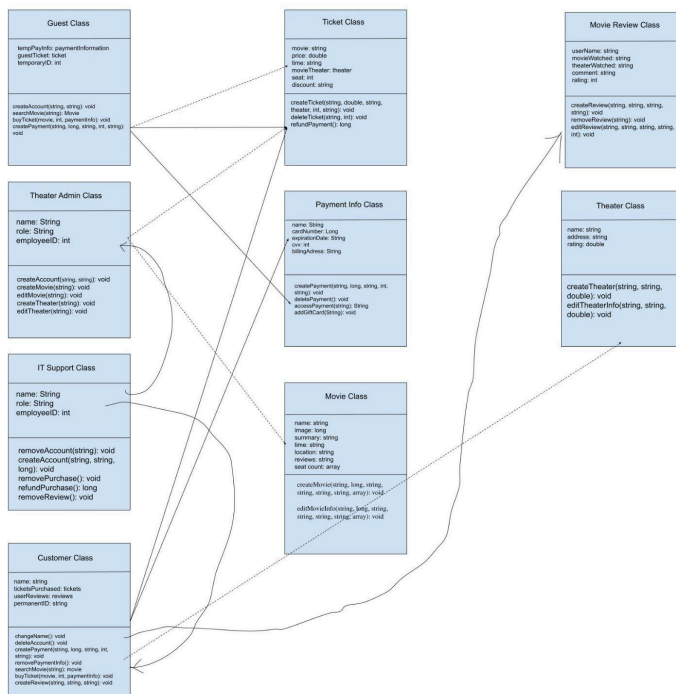 Guest Class
tempPayInfo: paymentInformation
guestTicket: ticket
temporaryID: int
createAccount(string, string): void
searchMovie(string): Movie
buyTicket(movie, int, paymentInfo): void
createPayment(string, long, string, int, string):
void
Theater Admin Class
name: String
role: String
employeeID: int
createAccount(string, string): void
createMovie(string): void
editMovie(string): void
createTheater(string): void
editTheater(string): void
IT Support Class
name: String
role: String
employeeID: int
removeAccount(string): void
createAccount(string, string,
long): void
removePurchase(): void
refundPurchase(): long
removeReview(): void
Customer Class
name: string
ticketsPurchased: tickets
userReviews: reviews
permanentID: string
changeName(): void
deleteAccount(): void
createPayment(string, long, string, int,
string): void
removePaymentInfo(): void
searchMovie(string): movie
buyTicket(movie, int, paymentInfo): void
createReview(string, string, string): void
Ticket Class
movie: string
price: double
time: string
movieTheater: theater
seat: int
discount: string
createTicket(string, double, string,
theater, int, string): void
deleteTicket(string, int): void
refundPayment(): long
Payment Info Class
name: String
cardNumber: Long
expirationDate: String
cvv: int
billingAdress: String
createPayment(string, long, string, int,
string): void
deletePayment(): void
accessPayment(string): String
addGiftCard(String): void
Movie Class
name: string
image: long
summary: string
time: string
location: string
reviews: string
seat count: array
createMovie(string, long, string,
string, string, string, array): void
editMovieInfo(string, long, string,
string, string, string, array): void
Movie Review Class
userName: string
movieWatched: string
theaterWatched: string
comment: string
rating: int
createReview(string, string, string,
string): void
removeReview(string): void
editReview(string, string, string, string,
int): void
Theater Class
name: string
address: string
rating: double
createTheater(string, string,
double): void
editTheaterInfo(string, string,
double): void